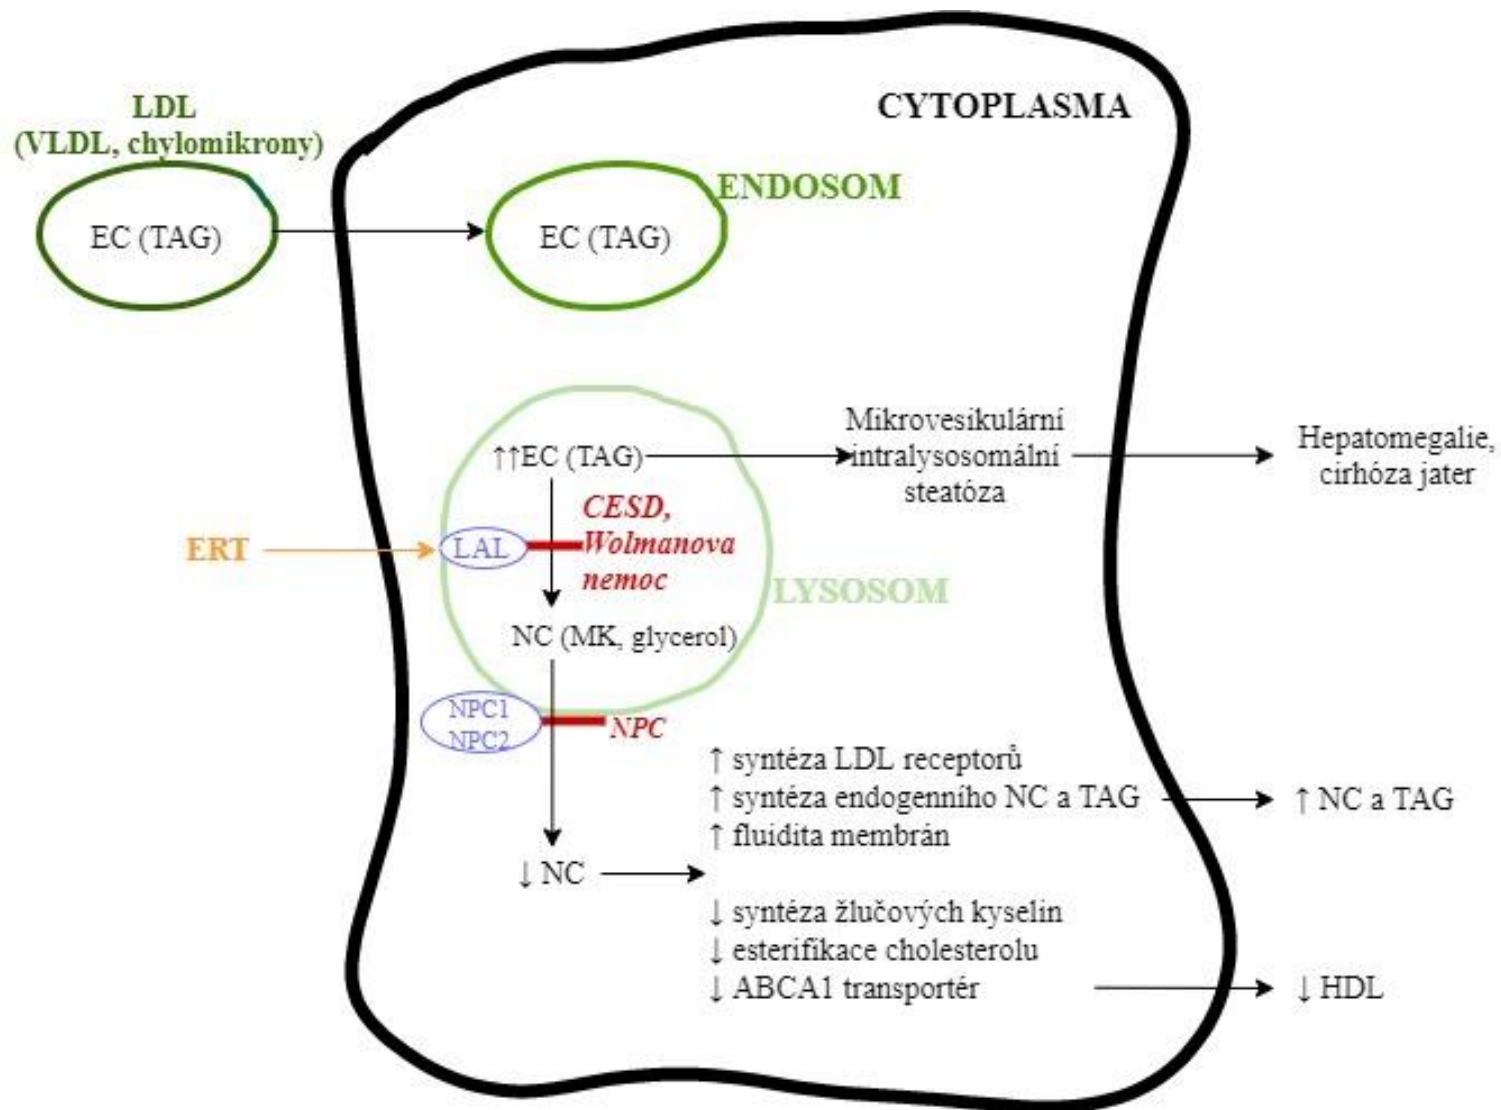 CYTOPLASMA
LDL
(VLDL, chylomikrony)
EC (TAG)
ENDOSOM
EC (TAG)
↑↑EC (TAG)
Mikrovesikulární
intralysosomální
steatóza
Hepatomegalie,
cirhóza jater
ERT
LAL
CESD,
Wolmanova
nemoc
LYSOSOM
NC (MK, glycerol)
NPC1
NPC2
NPC
↑ syntéza LDL receptorů
↑ syntéza endogenního NC a TAG
↑ fluidita membrán
↑ NC a TAG
↓ NC
↓ syntéza žlučových kyselin
↓ esterifikace cholesterolu
↓ ABCA1 transportér
↓ HDL